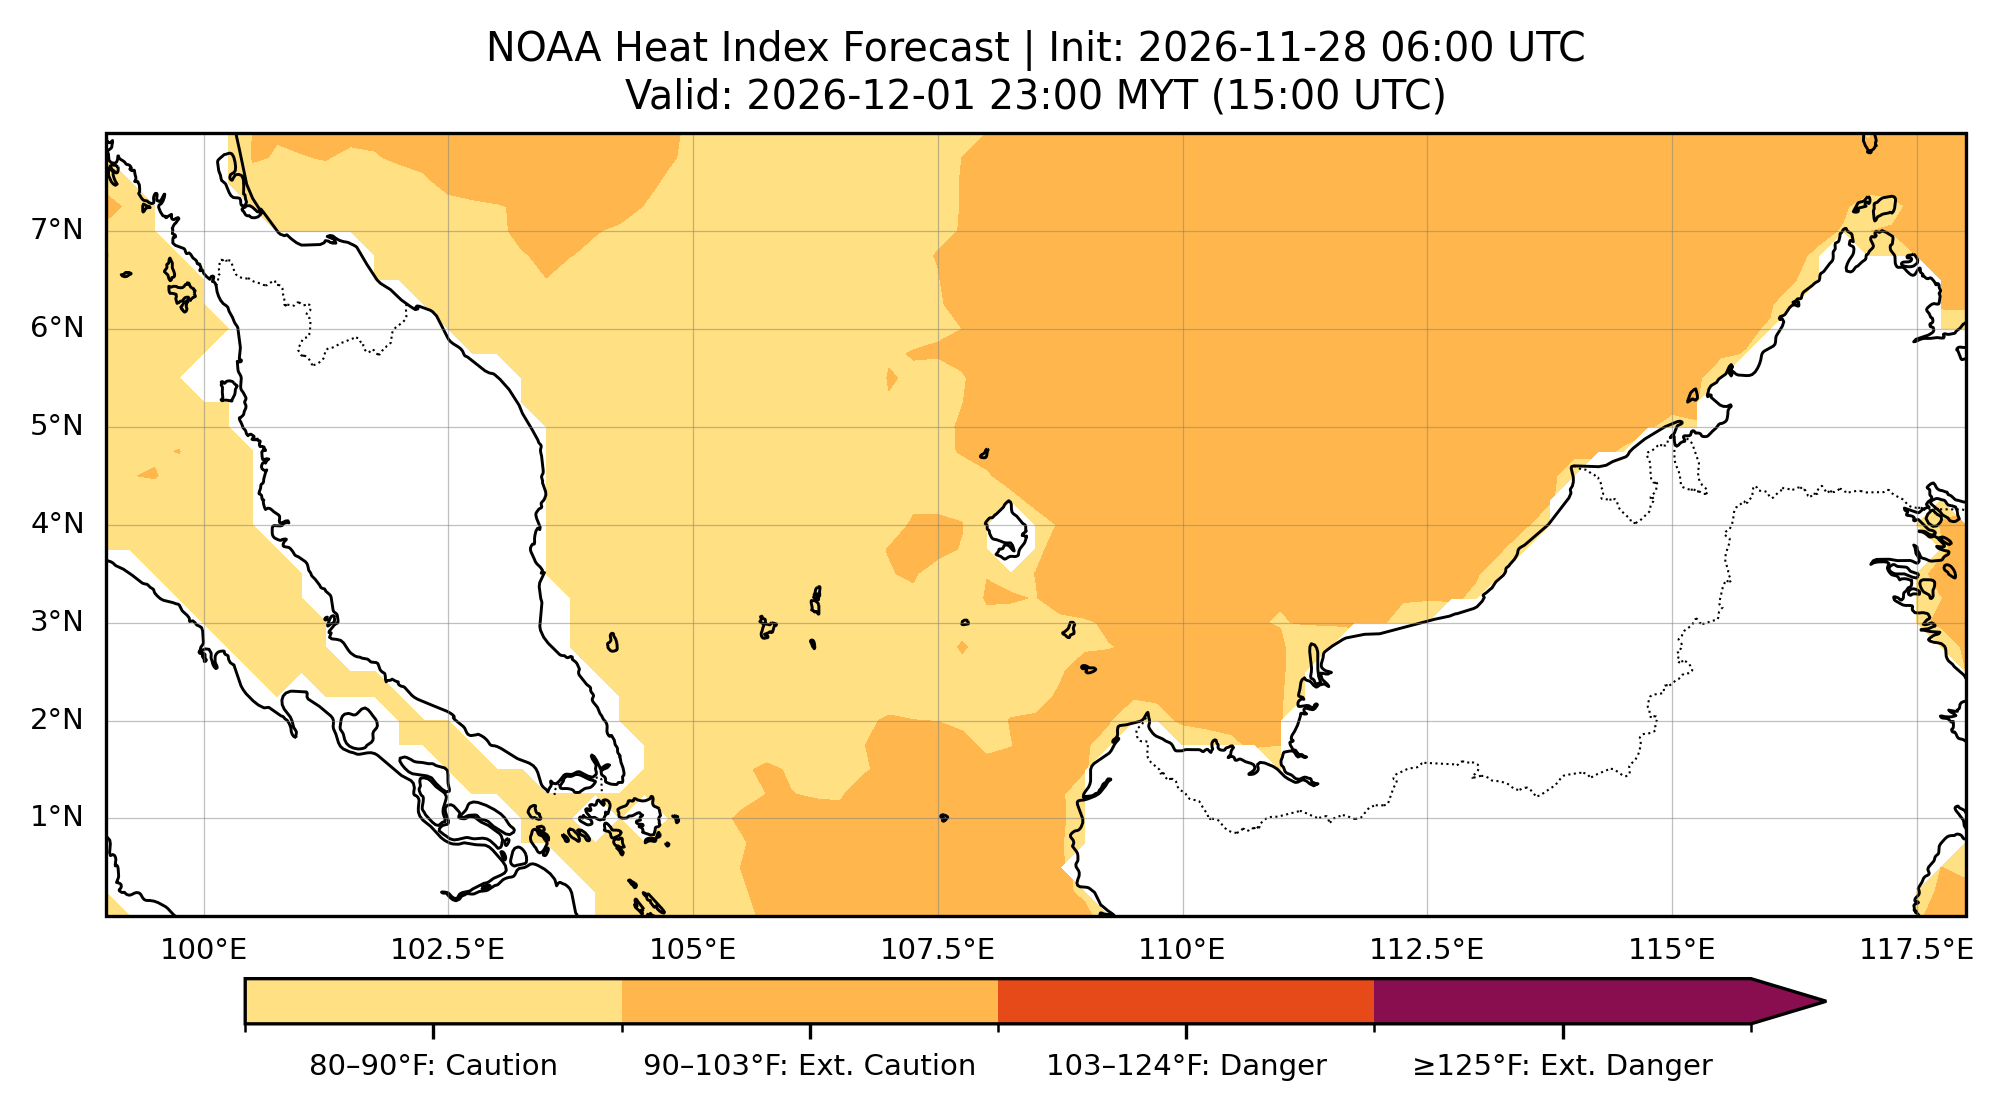 NOAA Heat Index Forecast | Init: 2026-11-28 06:00 UTC
Valid: 2026-12-01 23:00 MYT (15:00 UTC)
7°N
6°N
5°N
4°N
3°N
2°N
1°N
100°E 102.5°E 105°E 107.5°E 110°E 112.5°E 115°E 117.5°E
80–90°F: Caution 90–103°F: Ext. Caution 103–124°F: Danger ≥125°F: Ext. Danger